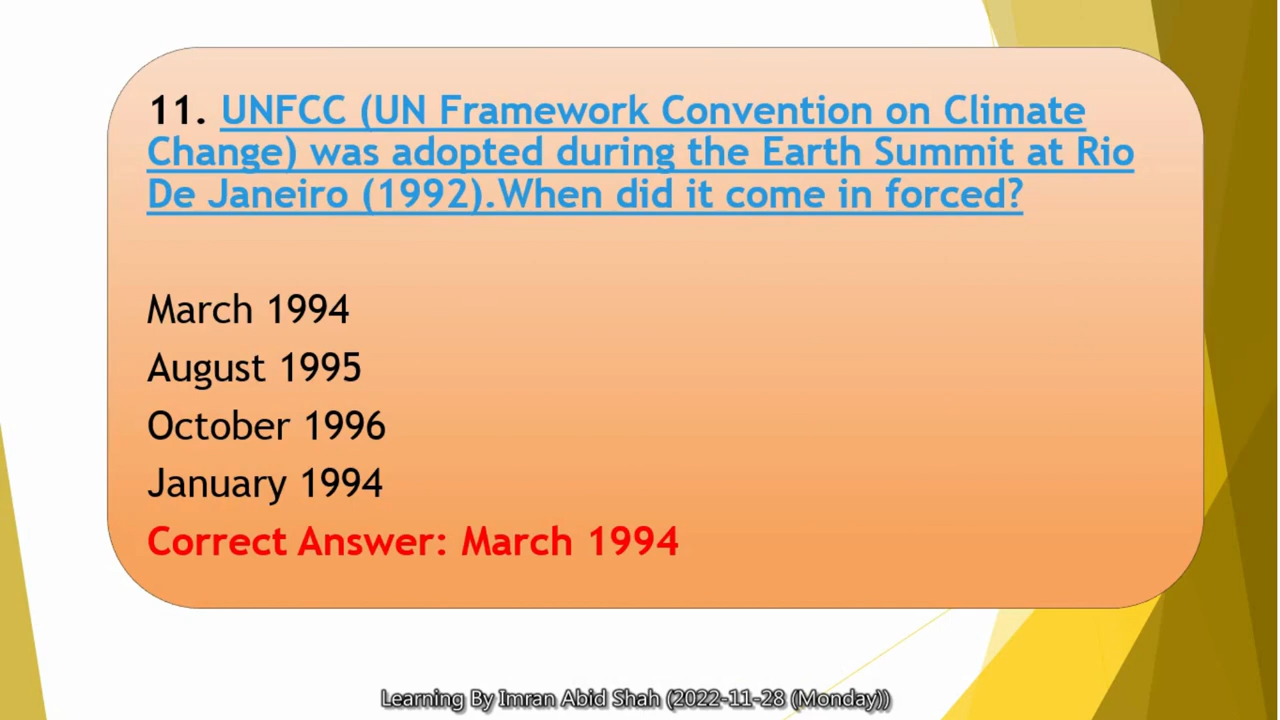 11. UNFCC (UN Framework Convention on Climate
Change) was adopted during the Earth Summit at Rio
De Janeiro (1992).When did it come in forced?
March 1994
August 1995
October 1996
January 1994
Correct Answer: March 1994
Learning By Imran Abid Shah (2022-11-28 (Monday))